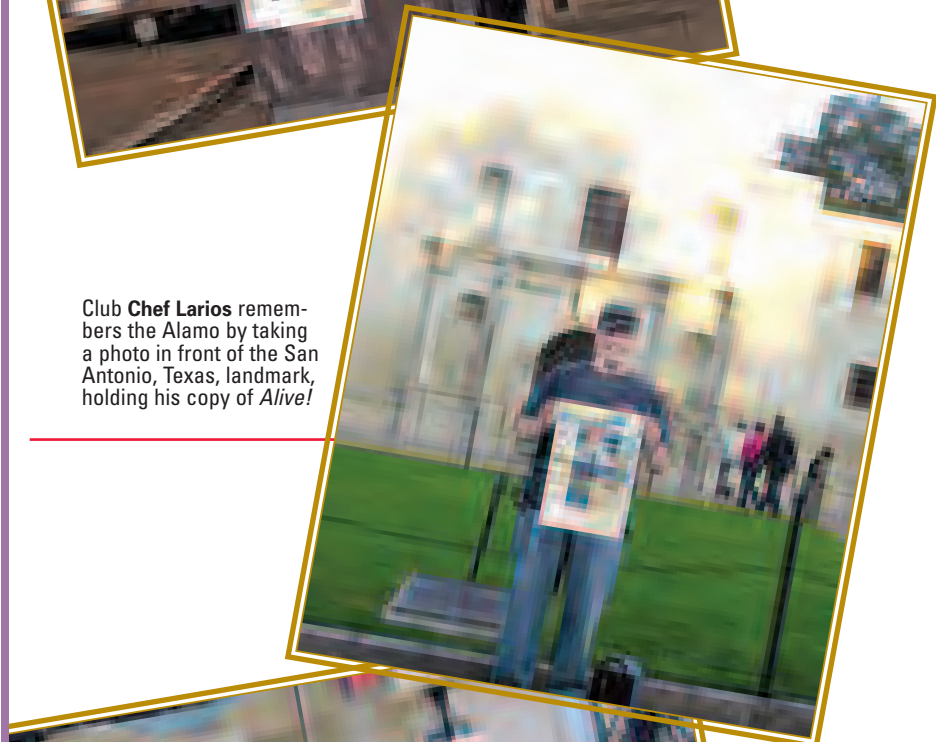 Club Chef Larios remem-
bers the Alamo by taking
a photo in front of the San
Antonio, Texas, landmark,
holding his copy of Alive!